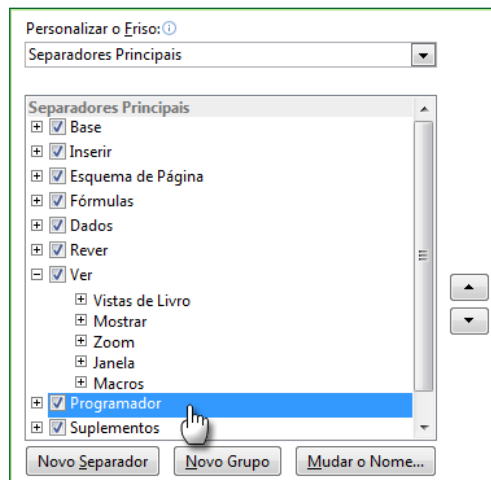 Personalizar o Friso:
Separadores Principais
Separadores Principais
Base
Inserir
Esquema de Página
Fórmulas
Dados
Rever
Ver
Vistas de Livro
Mostrar
Zoom
Janela
Macros
Programador
Suplementos
Novo Separador Novo Grupo Mudar o Nome...